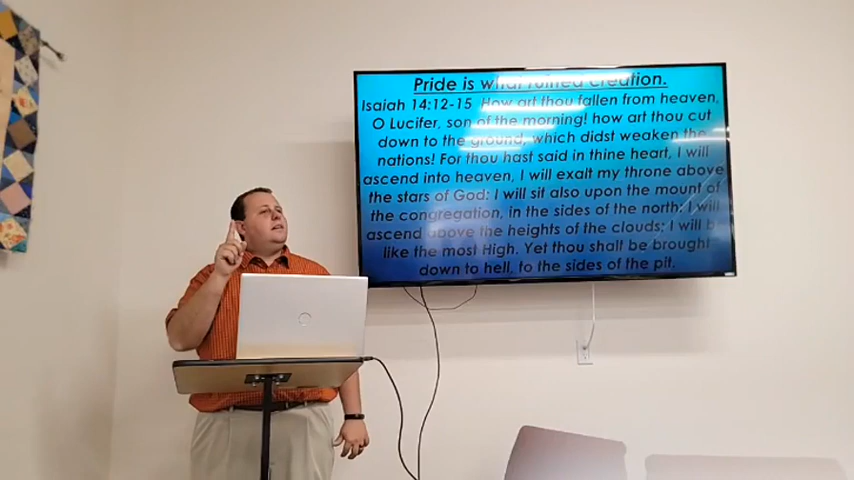 Pride is what ruined creation.
Isaiah 14:12-15 How art thou fallen from heaven,
O Lucifer, son of the morning! how art thou cut
down to the ground, which didst weaken the
nations! For thou hast said in thine heart, I will
ascend into heaven, I will exalt my throne above
the stars of God: I will sit also upon the mount of
the congregation, in the sides of the north: I will
ascend above the heights of the clouds; I will be
like the most High. Yet thou shall be brought
down to hell, to the sides of the pit.